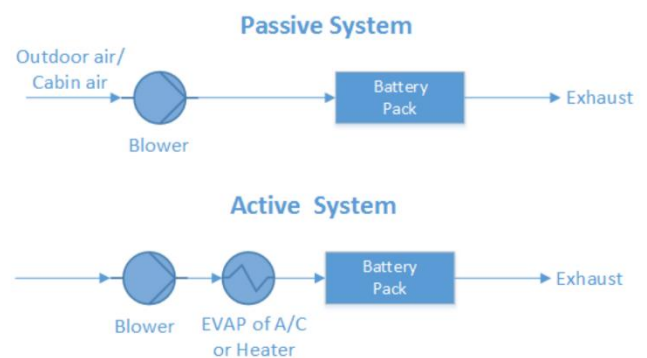 Passive System
Outdoor air/
Cabin air
Blower
Battery
Pack
Exhaust
Active System
Blower
EVAP of A/C
or Heater
Battery
Pack
Exhaust